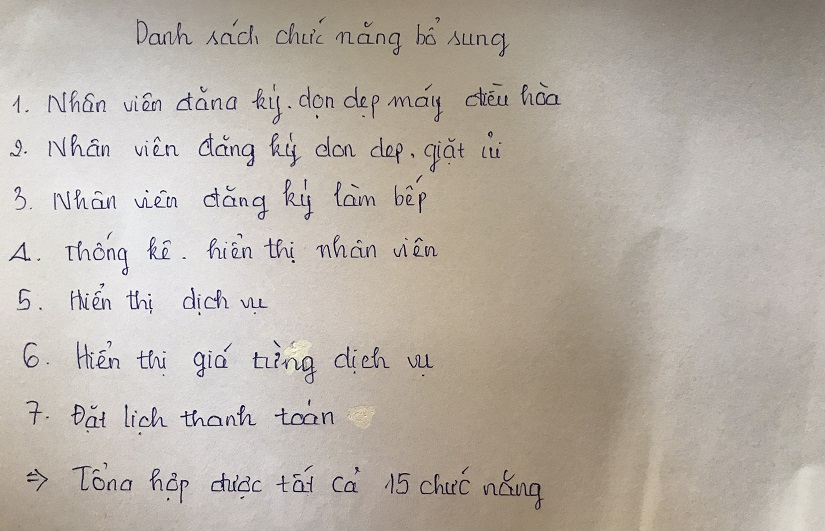 Danh sách chức năng bổ sung
1. Nhân viên đăng ký. dọn dẹp máy điều hòa
2. Nhân viên đăng ký dọn dẹp, giặt ủi
3. Nhân viên đăng ký làm bếp
4. Thống kê. hiển thị nhân viên
5. Hiển thị dịch vụ
6. Hiển thị giá từng dịch vụ
7. Đặt lịch thanh toán
⇒ Tổng hợp được tất cả 15 chức năng